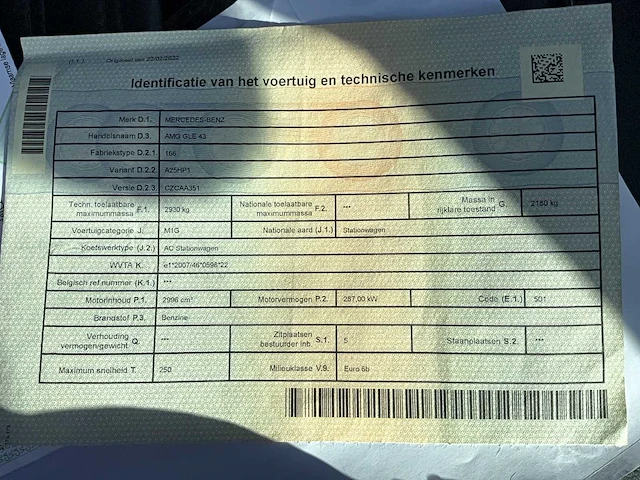 (1.1.) Origineel der 22/02/2022
Identificatie van het voertuig en technische kenmerken
Merk D.1. MERCEDES-BENZ
Handelsnaam D.3. AMG GLE 43
Fabriekstype D.2.1. 166
Variant D.2.2. A25HP1
Versie D.2.3. CZCAA351
Techn. toelaatbare maximummassa F.1. 2930 kg Nationale toelaatbare maximummassa F.2. --- Massa in rijklare toestand G. 2180 kg
Voertuigcategorie J. M1G Nationale aard (J.1.) Stationwagen
Koetswerktype (J.2.) AC Stationwagen
WVTA K. e1*2007/46*0598*22
Belgisch ref nummer (K.1.) ***
Motorinhoud P.1. 2996 cm³ Motorvermogen P.2. 287,00 kW Code (E.1.) 501
Brandstof P.3. Benzine
Verhouding vermogen/gewicht Q. --- Zitplaatsen bestuurder inb. S.1. 5 Staanplaatsen S.2. ---
Maximum snelheid T. 250 Milieuklasse V.9. Euro 6b